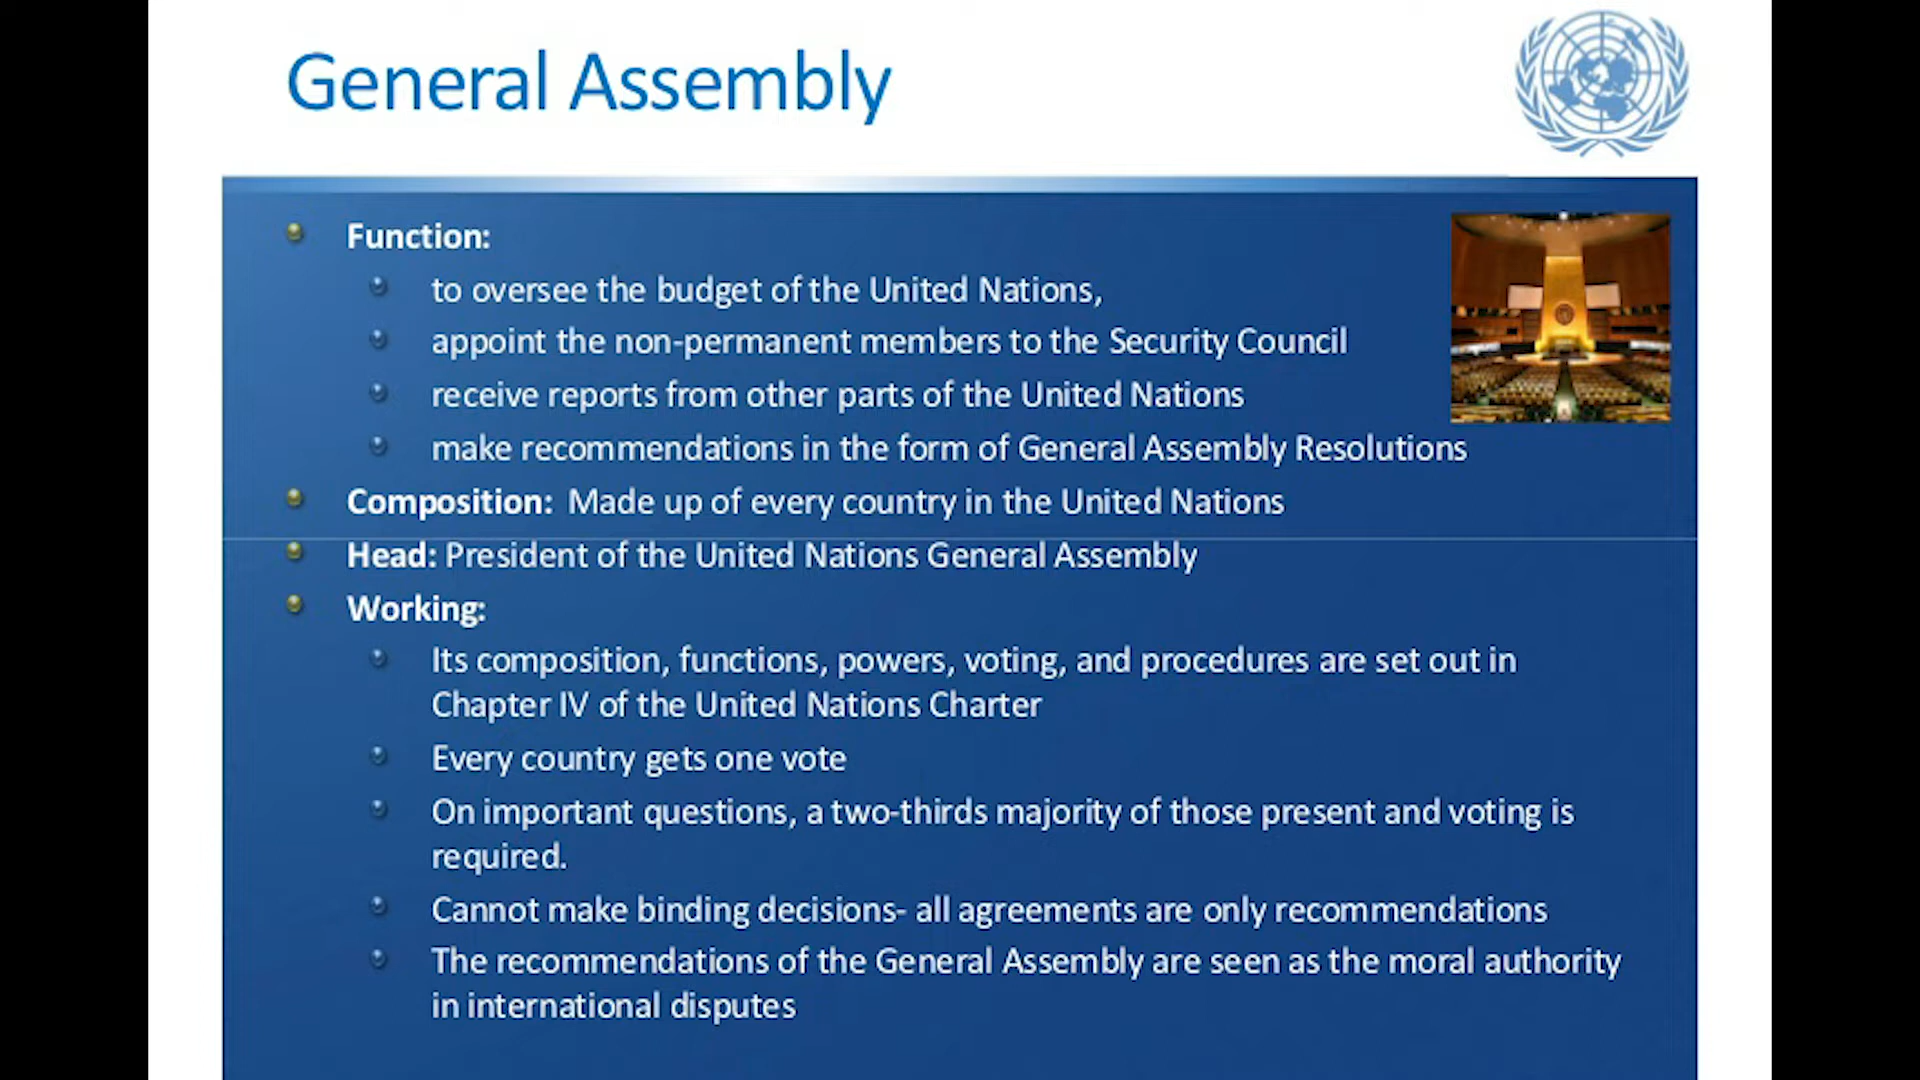 General Assembly
Function:
to oversee the budget of the United Nations,
appoint the non-permanent members to the Security Council
receive reports from other parts of the United Nations
make recommendations in the form of General Assembly Resolutions
Composition: Made up of every country in the United Nations
Head: President of the United Nations General Assembly
Working:
Its composition, functions, powers, voting, and procedures are set out in
Chapter IV of the United Nations Charter
Every country gets one vote
On important questions, a two-thirds majority of those present and voting is
required.
Cannot make binding decisions- all agreements are only recommendations
The recommendations of the General Assembly are seen as the moral authority
in international disputes